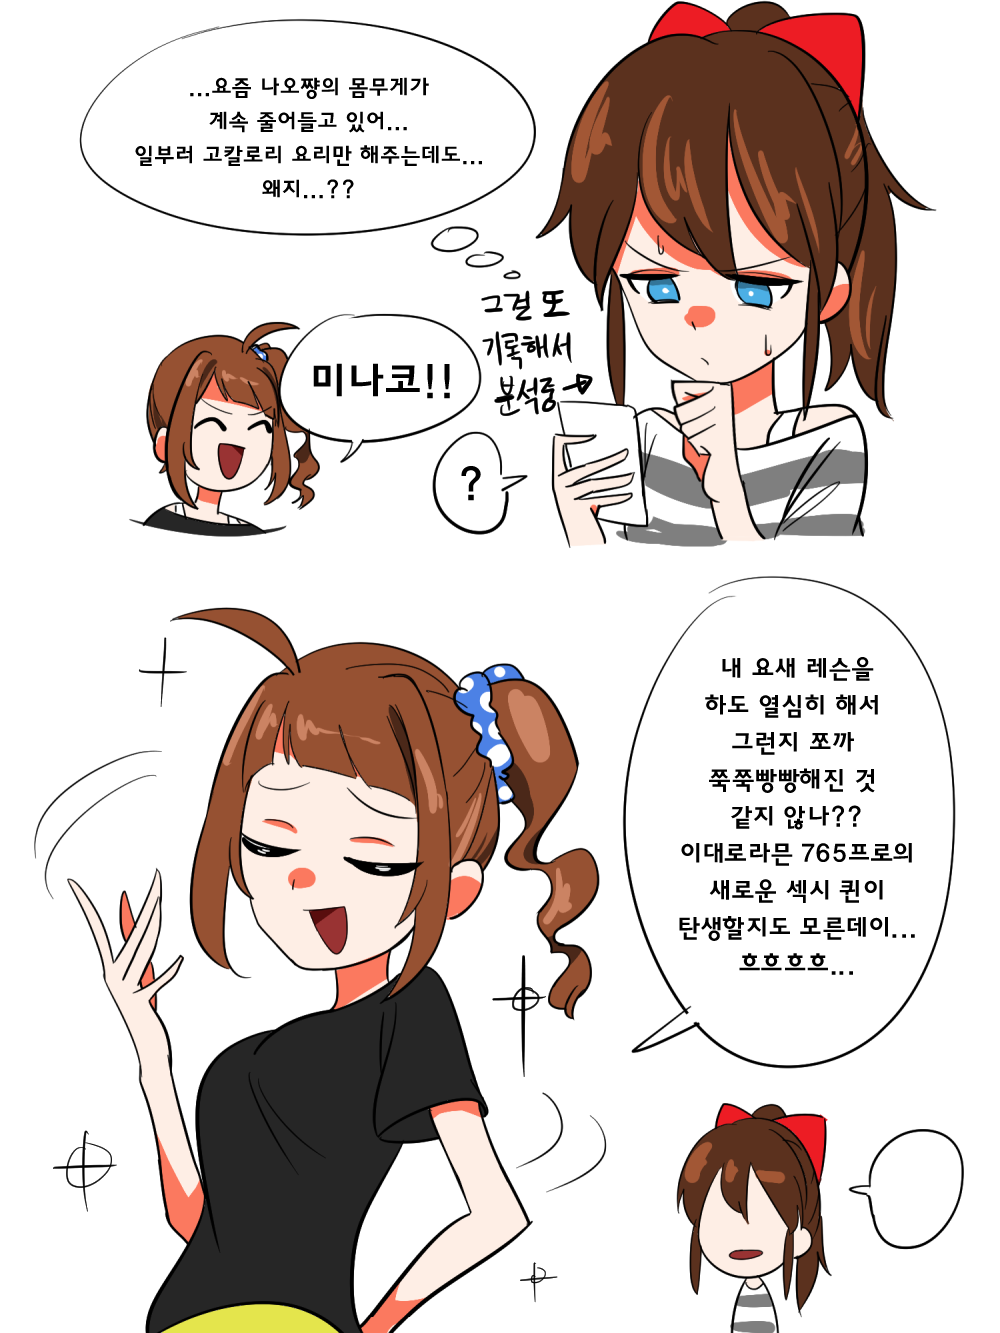 ...요즘 나오쨩의 몸무게가
계속 줄어들고 있어...
일부러 고칼로리 요리만 해주는데도...
왜지...??
그걸 또
기록해서
분석중
미나코!!
?
내 요새 레슨을
하도 열심히 해서
그런지 쪼까
쭉쭉빵빵해진 것
같지 않나??
이대로라믄 765프로의
새로운 섹시 퀸이
탄생할지도 모른데이...
흐흐흐흐...